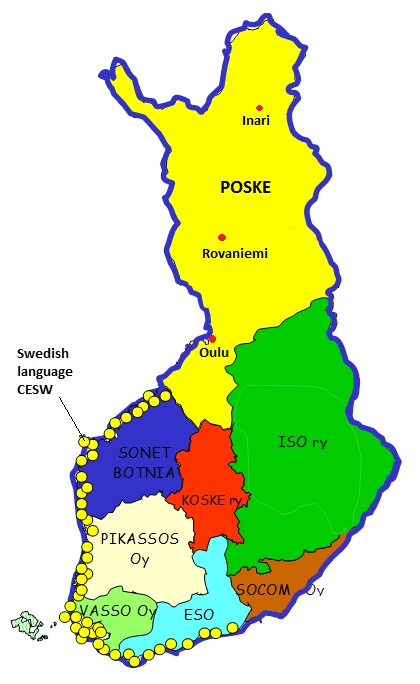 Inari
POSKE
Rovaniemi
Oulu
Swedish
language
CESW
ISO ry
SONET
BOTNIA
KOSKE ry
PIKASSOS
Oy
SOCOM Oy
VASSO Oy
ESO